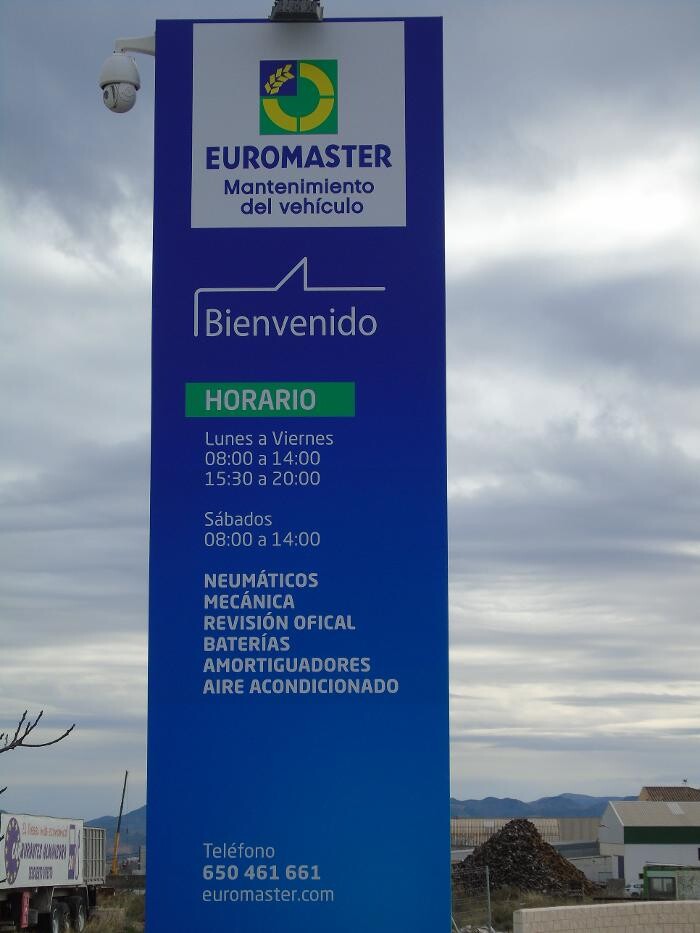 EUROMASTER
Mantenimiento
del vehículo
Bienvenido
HORARIO
Lunes a Viernes
08:00 a 14:00
15:30 a 20:00
Sábados
08:00 a 14:00
NEUMÁTICOS
MECÁNICA
REVISIÓN OFICAL
BATERÍAS
AMORTIGUADORES
AIRE ACONDICIONADO
Teléfono
650 461 661
euromaster.com